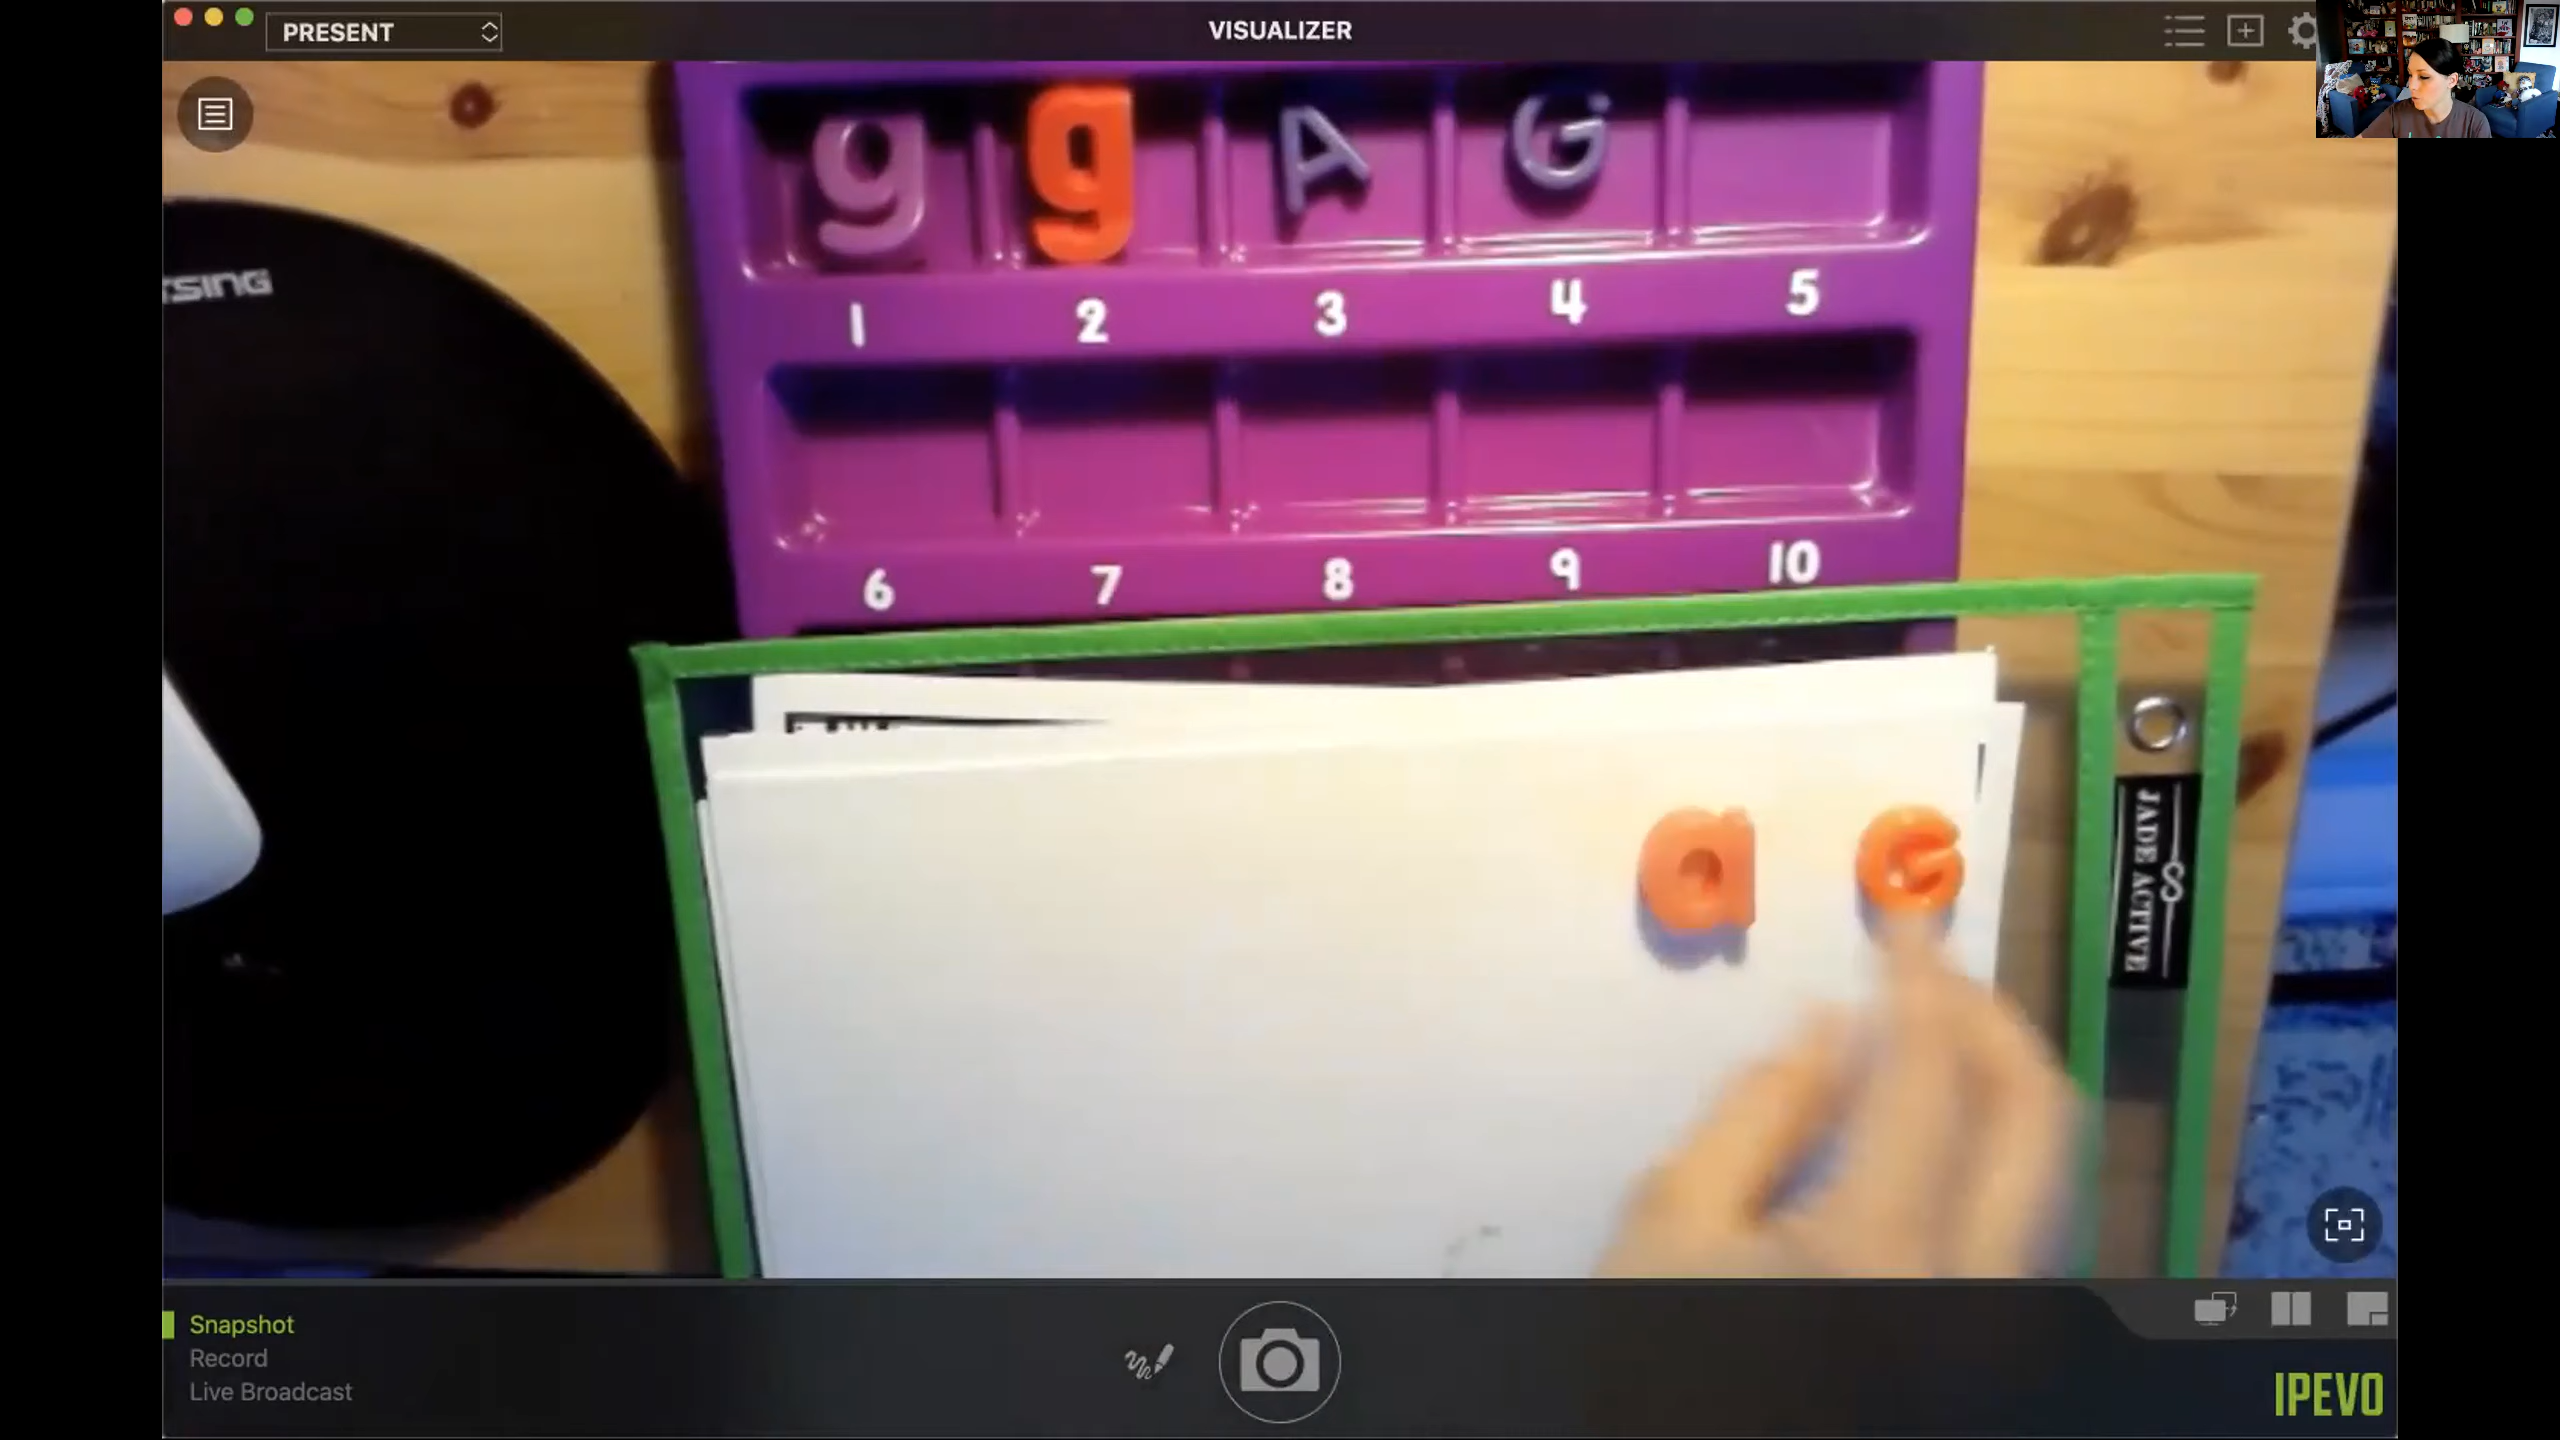 PRESENT
VISUALIZER
g g A G
1 2 3 4 5
6 7 8 9 10
a e
JADE ACTIVE
Snapshot
Record
Live Broadcast
IPEVO